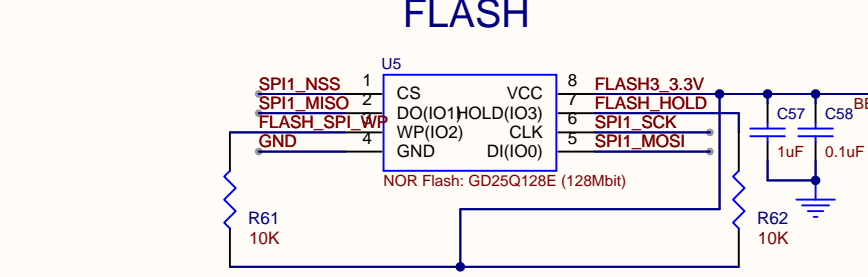 FLASH
U5
SPI1_NSS 1 CS VCC 8 FLASH3_3.3V
SPI1_MISO 2 DO(IO1) HOLD(IO3) 7 FLASH_HOLD
FLASH_SPI_WP 3 WP(IO2) CLK 6 SPI1_SCK
GND 4 GND DI(IO0) 5 SPI1_MOSI
NOR Flash: GD25Q128E (128Mbit)
C57
1uF
C58
0.1uF
R61
10K
R62
10K